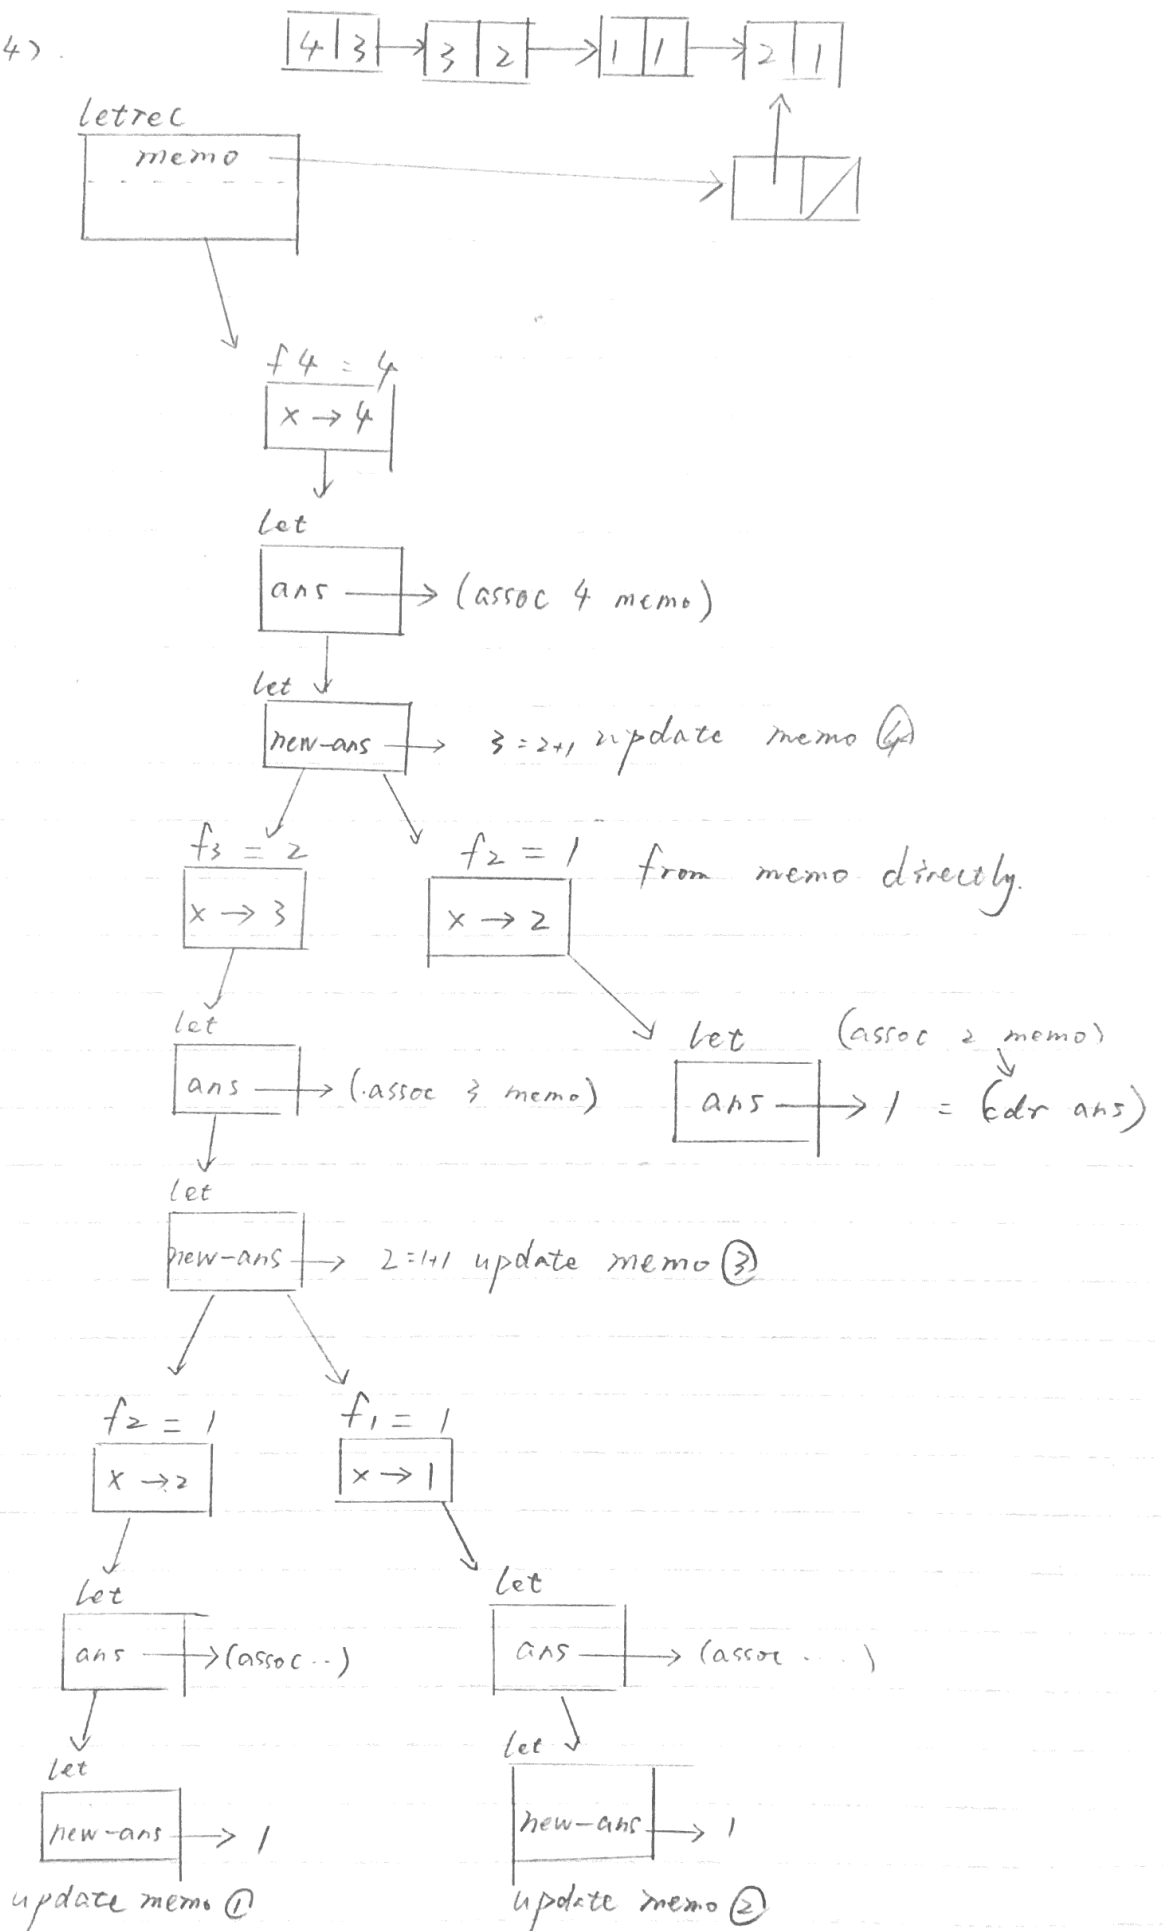 4).
4 3 → 3 2 → 1 1 → 2 1
letrec
memo
f4 = 4
x → 4
let
ans → (assoc 4 memo)
let
new-ans → 3 = 2+1 update memo ④
f3 = 2
f2 = 1 from memo directly.
x → 3
x → 2
let
let (assoc 2 memo)
ans → (assoc 3 memo)
ans → 1 = (cdr ans)
let
new-ans → 2=1+1 update memo ③
f2 = 1
f1 = 1
x → 2
x → 1
let
let
ans → (assoc ..)
ans → (assoc ....)
let
let
new-ans → 1
new-ans → 1
update memo ①
update memo ②